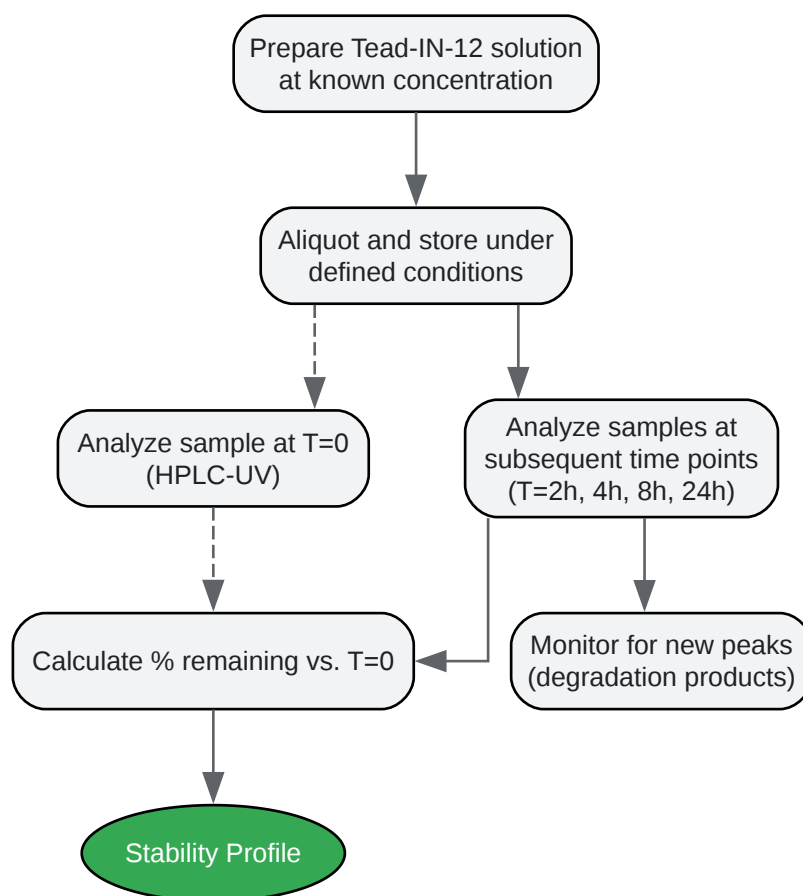 Prepare Tead-IN-12 solution
at known concentration
Aliquot and store under
defined conditions
Analyze sample at T=0
(HPLC-UV)
Analyze samples at
subsequent time points
(T=2h, 4h, 8h, 24h)
Calculate % remaining vs. T=0
Monitor for new peaks
(degradation products)
Stability Profile